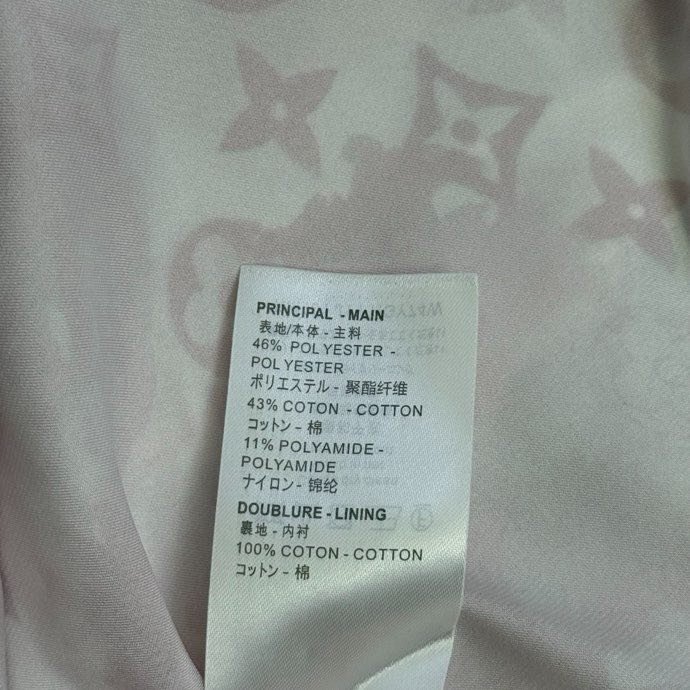 PRINCIPAL - MAIN
表地/本体 - 主料
46% POLYESTER -
POLYESTER
ポリエステル - 聚酯纤维
43% COTON - COTTON
コットン - 棉
11% POLYAMIDE -
POLYAMIDE
ナイロン - 锦纶
DOUBLURE - LINING
裏地 - 内衬
100% COTON - COTTON
コットン - 棉